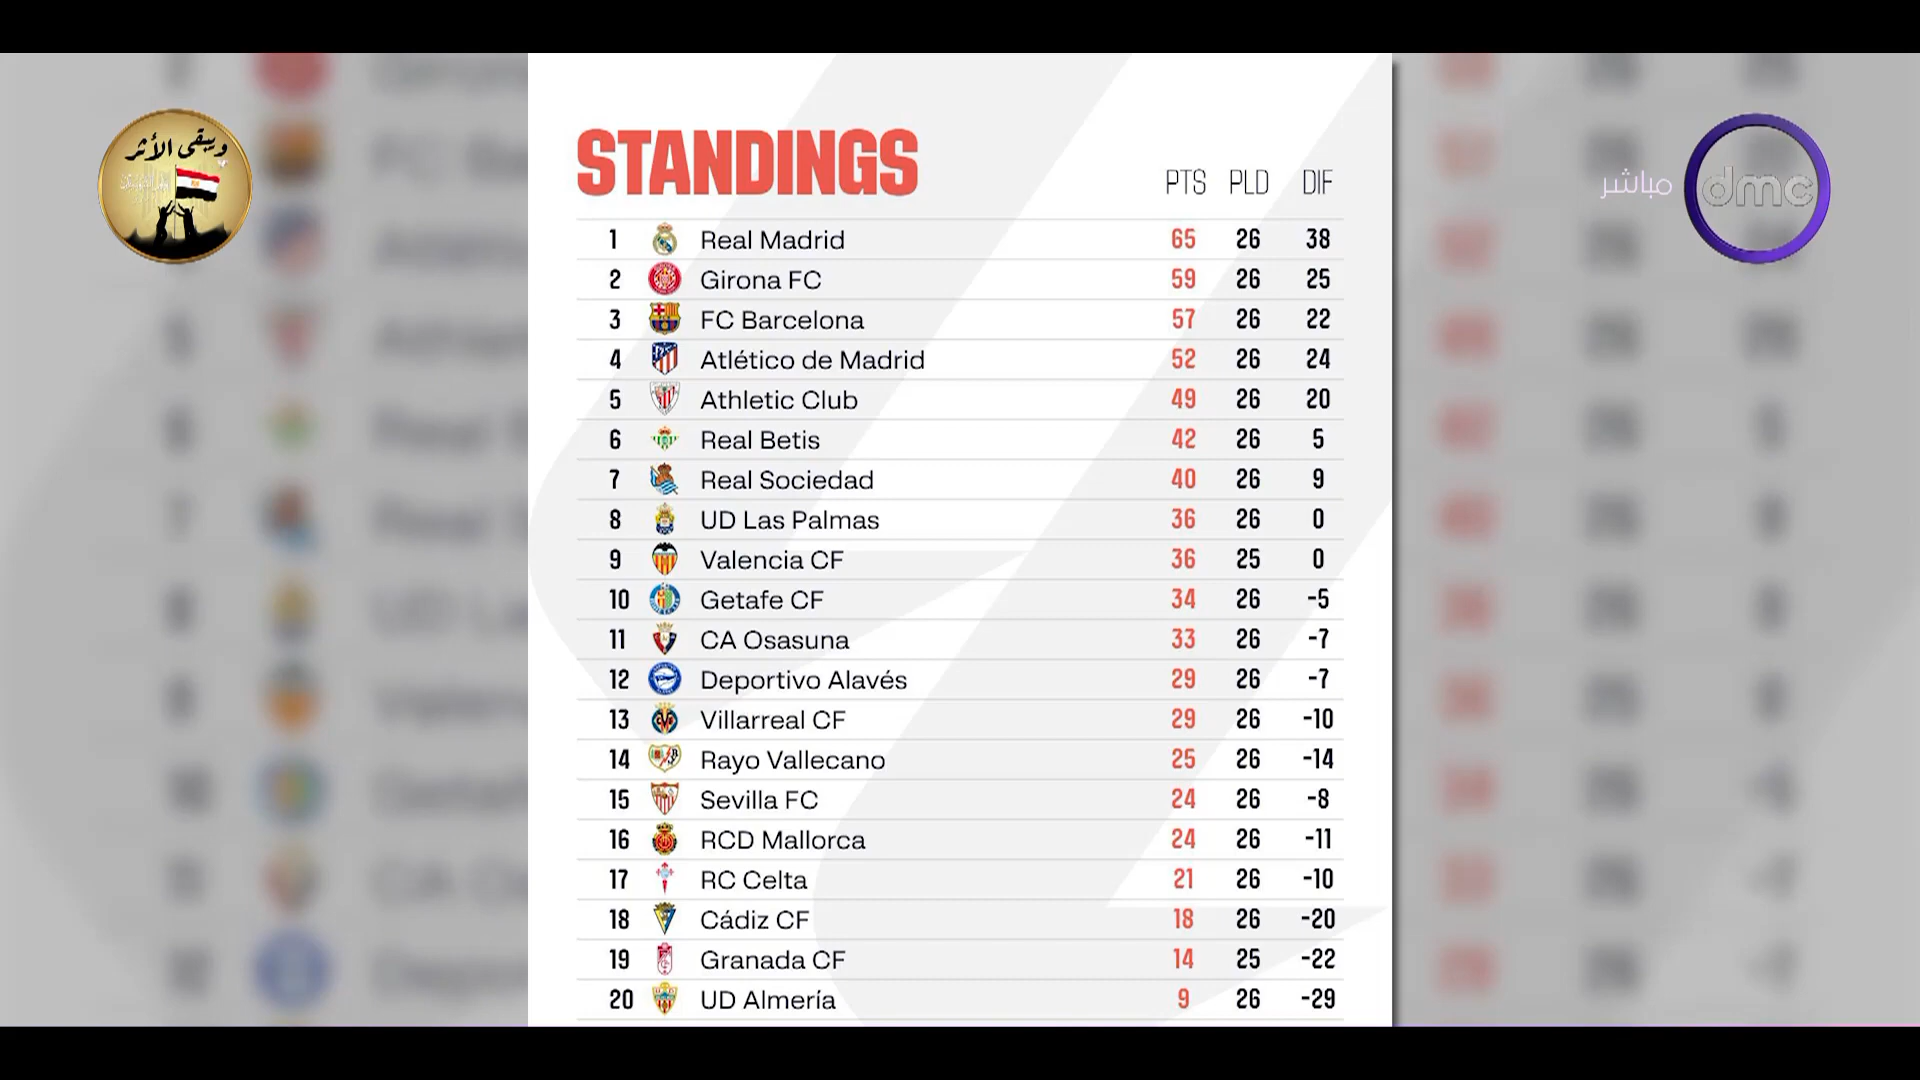 ويبقى الأثر
مباشر
dmc
STANDINGS
PTS PLD DIF
1 Real Madrid 65 26 38
2 Girona FC 59 26 25
3 FC Barcelona 57 26 22
4 Atlético de Madrid 52 26 24
5 Athletic Club 49 26 20
6 Real Betis 42 26 5
7 Real Sociedad 40 26 9
8 UD Las Palmas 36 26 0
9 Valencia CF 36 25 0
10 Getafe CF 34 26 -5
11 CA Osasuna 33 26 -7
12 Deportivo Alavés 29 26 -7
13 Villarreal CF 29 26 -10
14 Rayo Vallecano 25 26 -14
15 Sevilla FC 24 26 -8
16 RCD Mallorca 24 26 -11
17 RC Celta 21 26 -10
18 Cádiz CF 18 26 -20
19 Granada CF 14 25 -22
20 UD Almería 9 26 -29